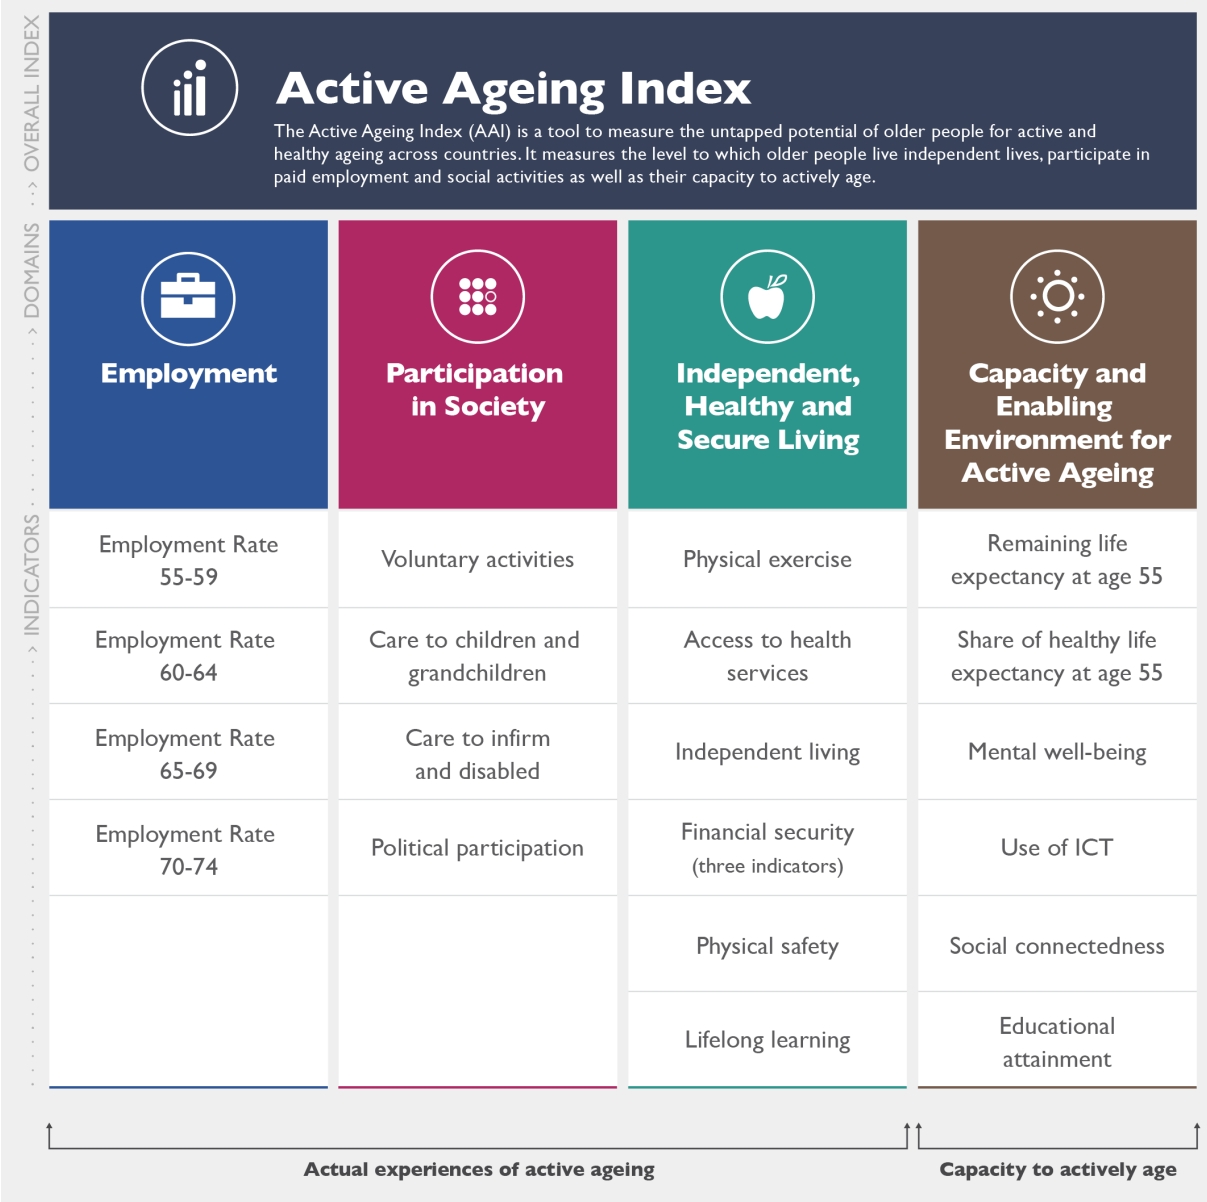 Active Ageing Index
The Active Ageing Index (AAI) is a tool to measure the untapped potential of older people for active and
healthy ageing across countries. It measures the level to which older people live independent lives, participate in
paid employment and social activities as well as their capacity to actively age.
OVERALL INDEX
DOMAINS
INDICATORS
Employment
Participation
in Society
Independent,
Healthy and
Secure Living
Capacity and
Enabling
Environment for
Active Ageing
Employment Rate
55-59
Employment Rate
60-64
Employment Rate
65-69
Employment Rate
70-74
Voluntary activities
Care to children and
grandchildren
Care to infirm
and disabled
Political participation
Physical exercise
Access to health
services
Independent living
Financial security
(three indicators)
Physical safety
Lifelong learning
Remaining life
expectancy at age 55
Share of healthy life
expectancy at age 55
Mental well-being
Use of ICT
Social connectedness
Educational
attainment
Actual experiences of active ageing
Capacity to actively age